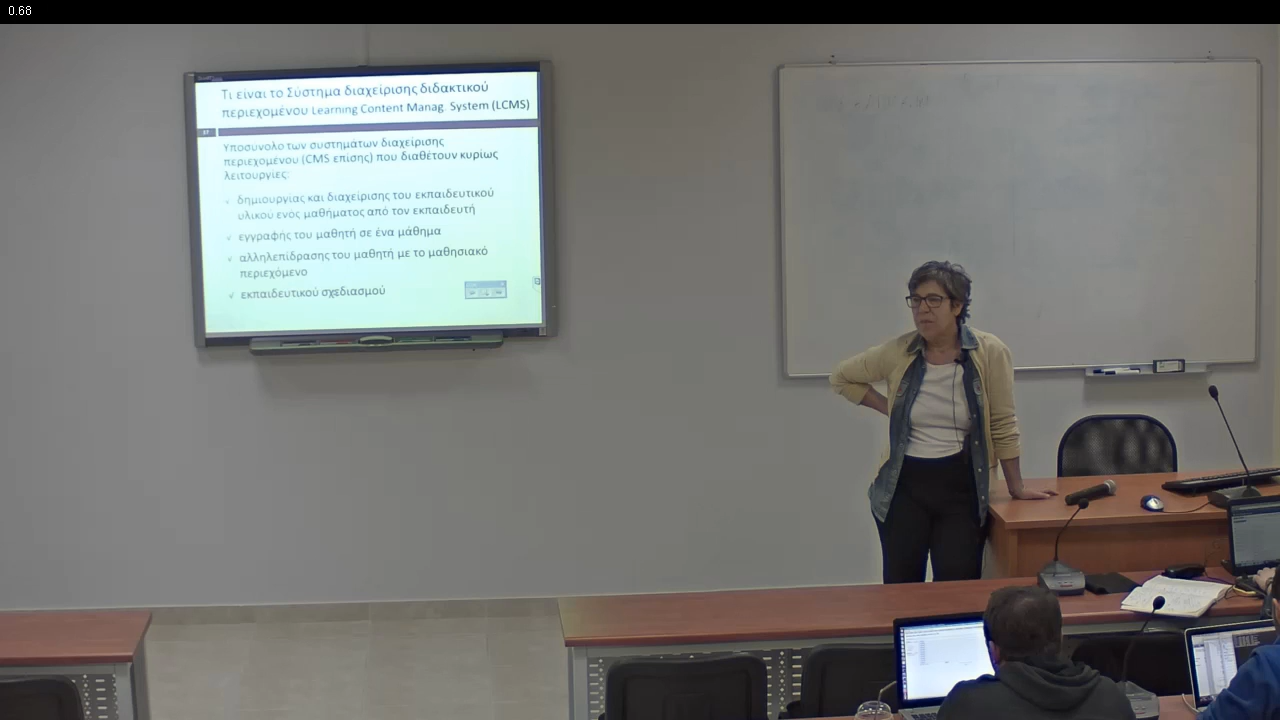 0.68
Τι είναι το Σύστημα διαχείρισης διδακτικού
περιεχομένου Learning Content Manag. System (LCMS)
37
Υποσύνολο των συστημάτων διαχείρισης
περιεχομένου (CMS επίσης) που διαθέτουν κυρίως
λειτουργίες:
δημιουργίας και διαχείρισης του εκπαιδευτικού
υλικού ενος μαθήματος από τον εκπαιδευτή
εγγραφής του μαθητή σε ένα μάθημα
αλληλεπίδρασης του μαθητή με το μαθησιακό
περιεχόμενο
εκπαιδευτικού σχεδιασμού